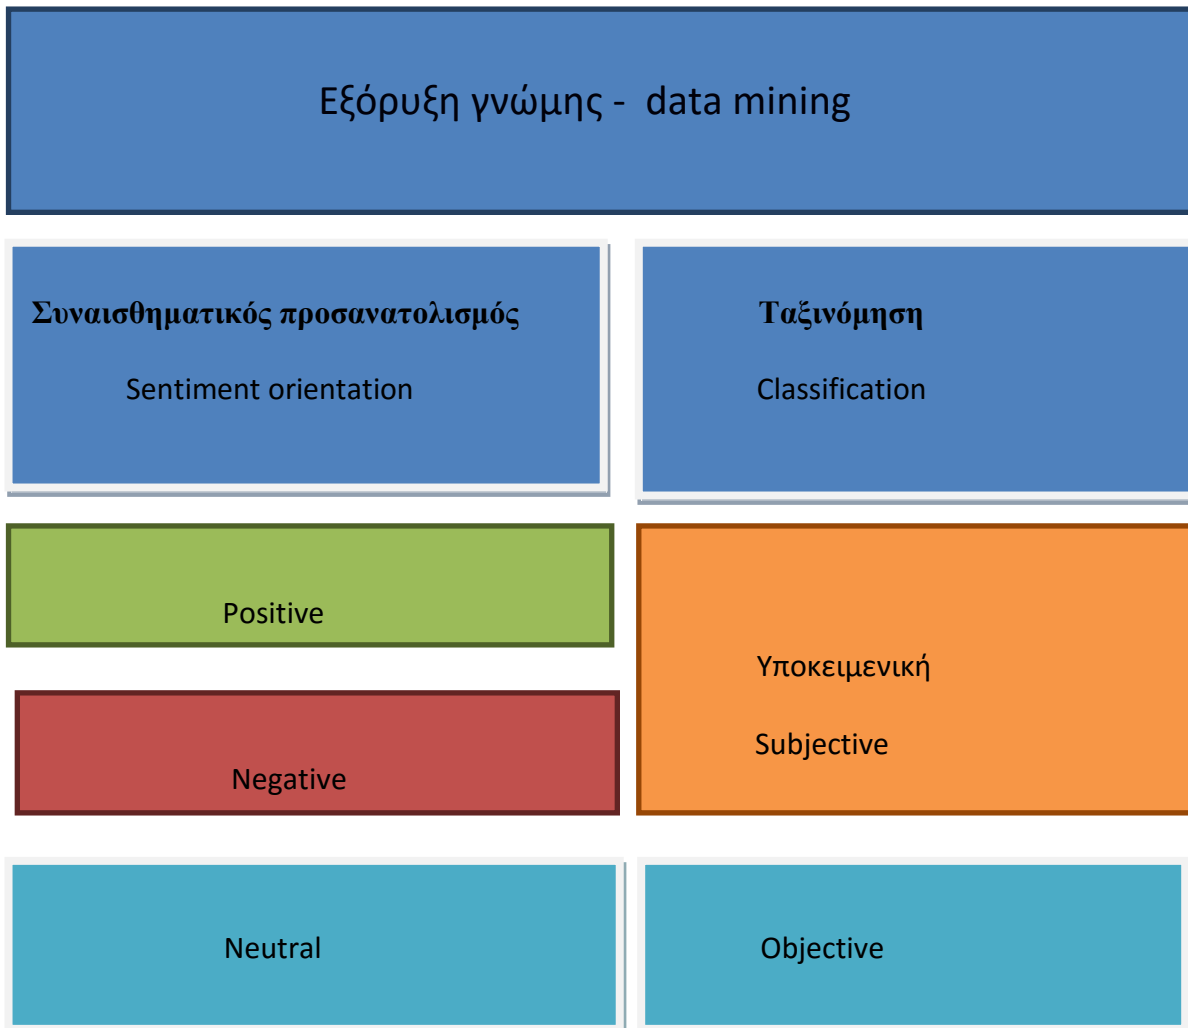 Εξόρυξη γνώμης - data mining
Συναισθηματικός προσανατολισμός
Sentiment orientation
Ταξινόμηση
Classification
Positive
Negative
Υποκειμενική
Subjective
Neutral
Objective